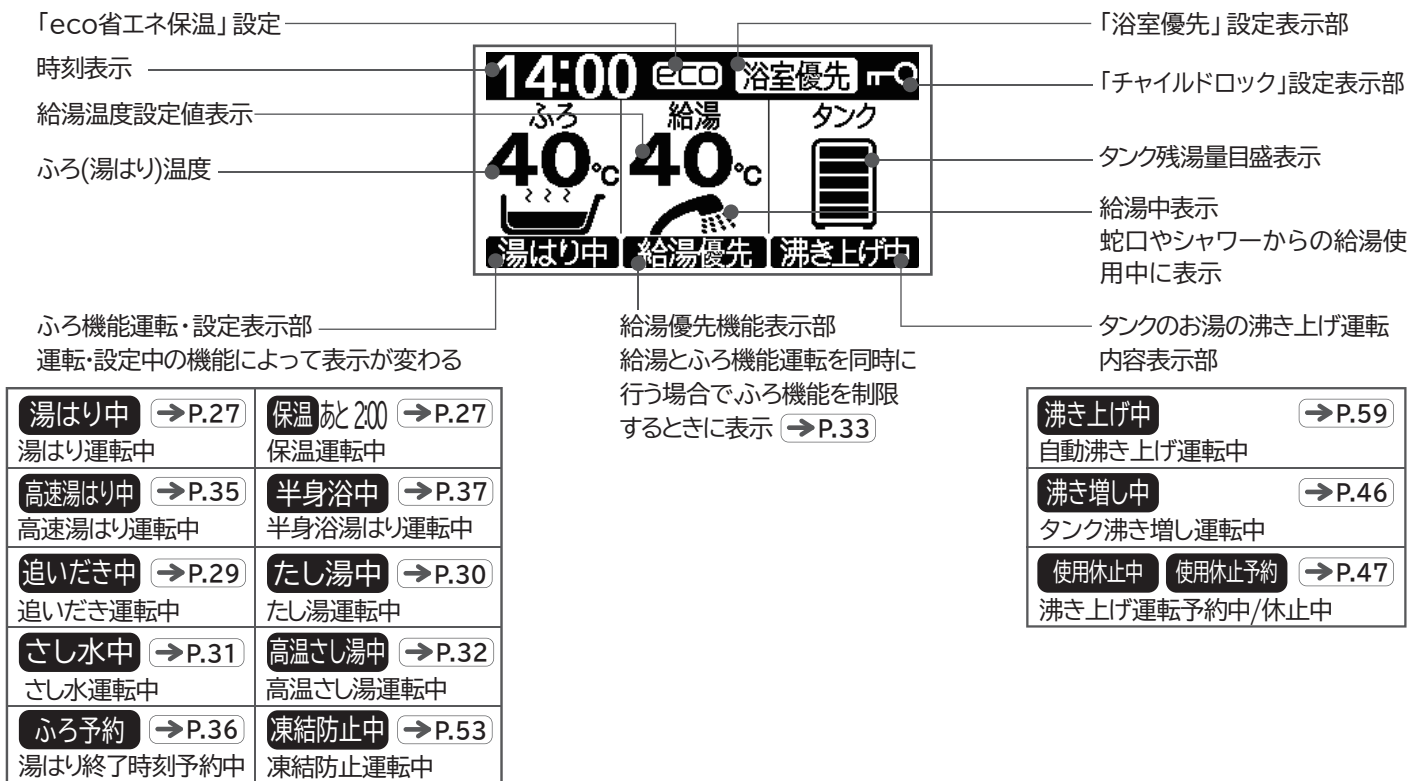 「eco省エネ保温」設定
時刻表示
給湯温度設定値表示
ふろ(湯はり)温度
14:00 eco 浴室優先
ふろ 給湯 タンク
40℃ 40℃
湯はり中 給湯優先 沸き上げ中
「浴室優先」設定表示部
「チャイルドロック」設定表示部
タンク残湯量目盛表示
給湯中表示
蛇口やシャワーからの給湯使
用中に表示
ふろ機能運転・設定表示部
運転・設定中の機能によって表示が変わる
給湯優先機能表示部
給湯とふろ機能運転を同時に
行う場合で、ふろ機能を制限
するときに表示 ➔P.33
タンクのお湯の沸き上げ運転
内容表示部
湯はり中 ➔P.27
湯はり運転中
保温あと2:00 ➔P.27
保温運転中
高速湯はり中 ➔P.35
高速湯はり運転中
半身浴中 ➔P.37
半身浴湯はり運転中
追いだき中 ➔P.29
追いだき運転中
たし湯中 ➔P.30
たし湯運転中
さし水中 ➔P.31
さし水運転中
高温さし湯中 ➔P.32
高温さし湯運転中
ふろ予約 ➔P.36
湯はり終了時刻予約中
凍結防止中 ➔P.53
凍結防止運転中
沸き上げ中 ➔P.59
自動沸き上げ運転中
沸き増し中 ➔P.46
タンク沸き増し運転中
使用休止中 使用休止予約 ➔P.47
沸き上げ運転予約中/休止中